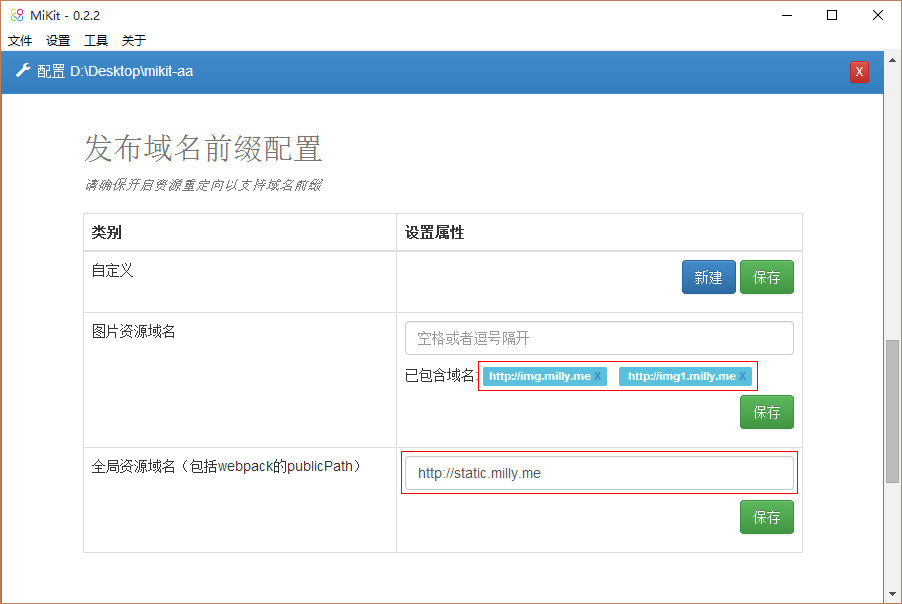 MiKit - 0.2.2
文件 设置 工具 关于
配置 D:\Desktop\mikit-aa X
发布域名前缀配置
请确保开启资源重定向以支持域名前缀
类别 设置属性
自定义 新建 保存
图片资源域名 空格或者逗号隔开
已包含域名: http://img.milly.me X http://img1.milly.me X
保存
全局资源域名（包括webpack的publicPath） http://static.milly.me
保存